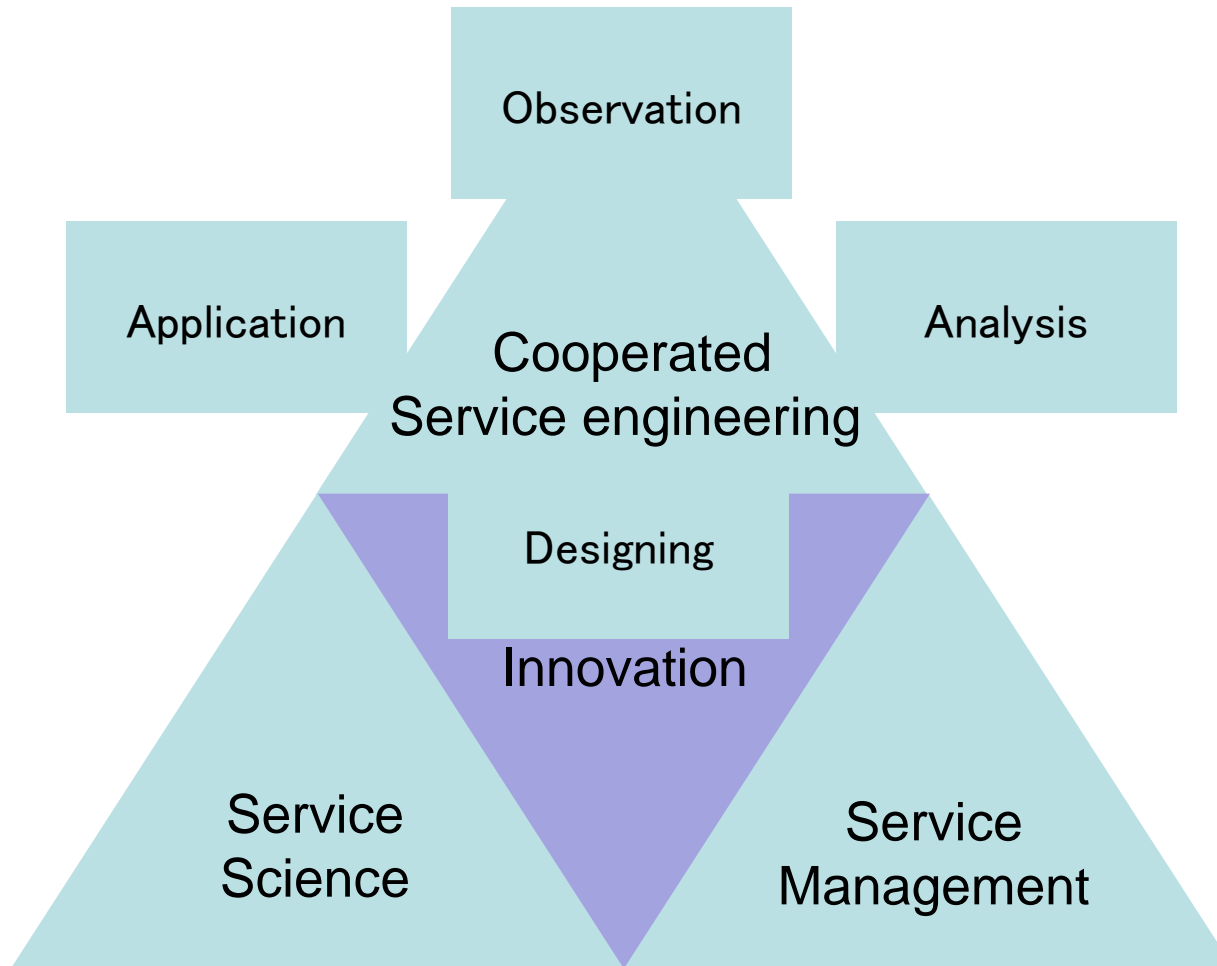 Observation
Application
Analysis
Cooperated
Service engineering
Designing
Innovation
Service
Science
Service
Management